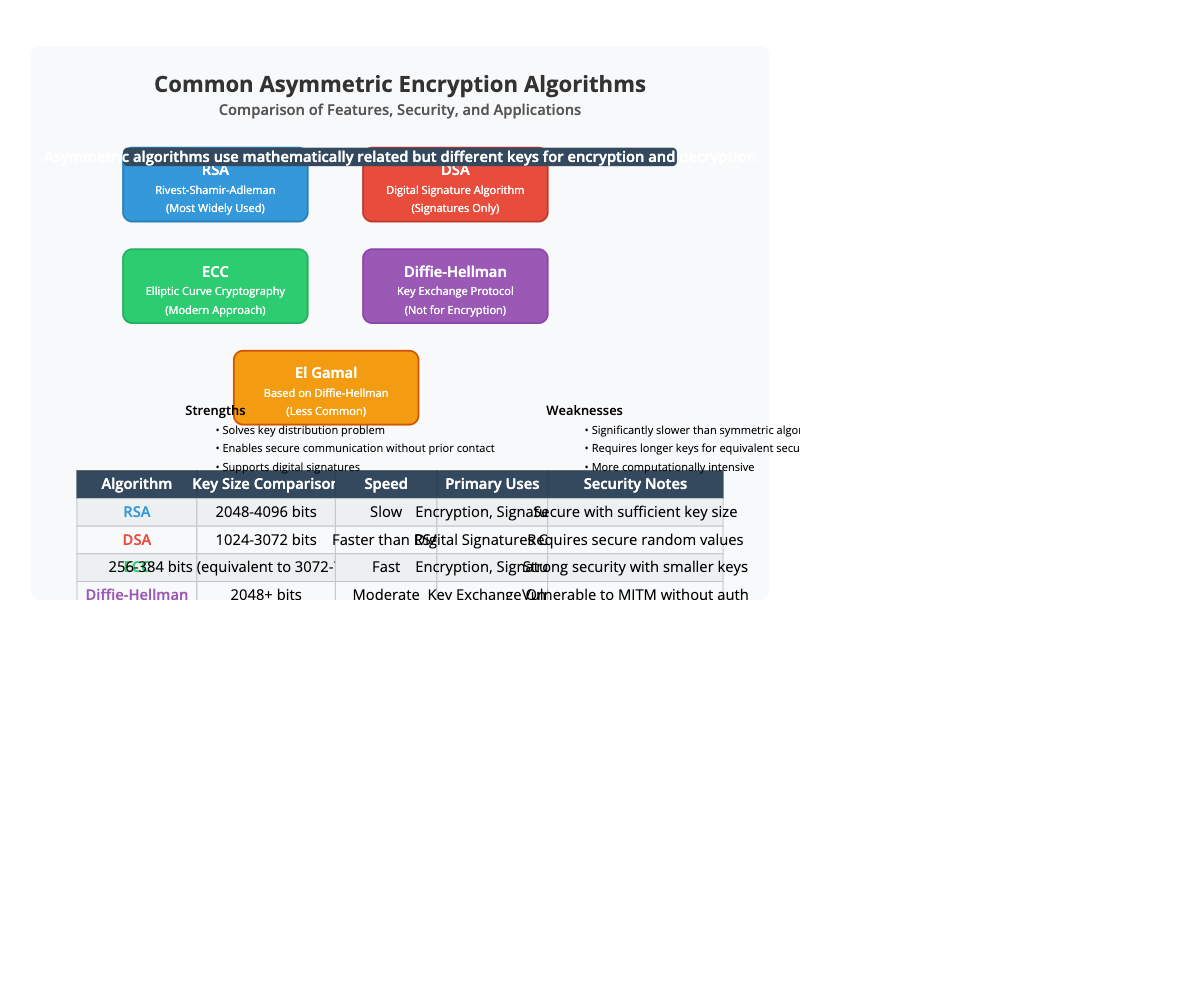 Common Asymmetric Encryption Algorithms
Comparison of Features, Security, and Applications
Asymmetric algorithms use mathematically related but different keys for encryption and decryption
RSA
Rivest-Shamir-Adleman
(Most Widely Used)
DSA
Digital Signature Algorithm
(Signatures Only)
ECC
Elliptic Curve Cryptography
(Modern Approach)
Diffie-Hellman
Key Exchange Protocol
(Not for Encryption)
El Gamal
Based on Diffie-Hellman
(Less Common)
Strengths
• Solves key distribution problem
• Enables secure communication without prior contact
• Supports digital signatures
Weaknesses
• Significantly slower than symmetric
• Requires longer keys for equivalent
• More computationally intensive
Algorithm Key Size Comparison Speed Primary Uses Security Notes
RSA 2048-4096 bits Slow Encryption, Secure with sufficient key size
DSA 1024-3072 bits Faster than RSA Digital Signatures Requires secure random values
ECC 256-384 bits (equivalent to 3072- Fast Encryption, Strong security with smaller keys
Diffie-Hellman 2048+ bits Moderate Key Exchange Vulnerable to MITM without auth